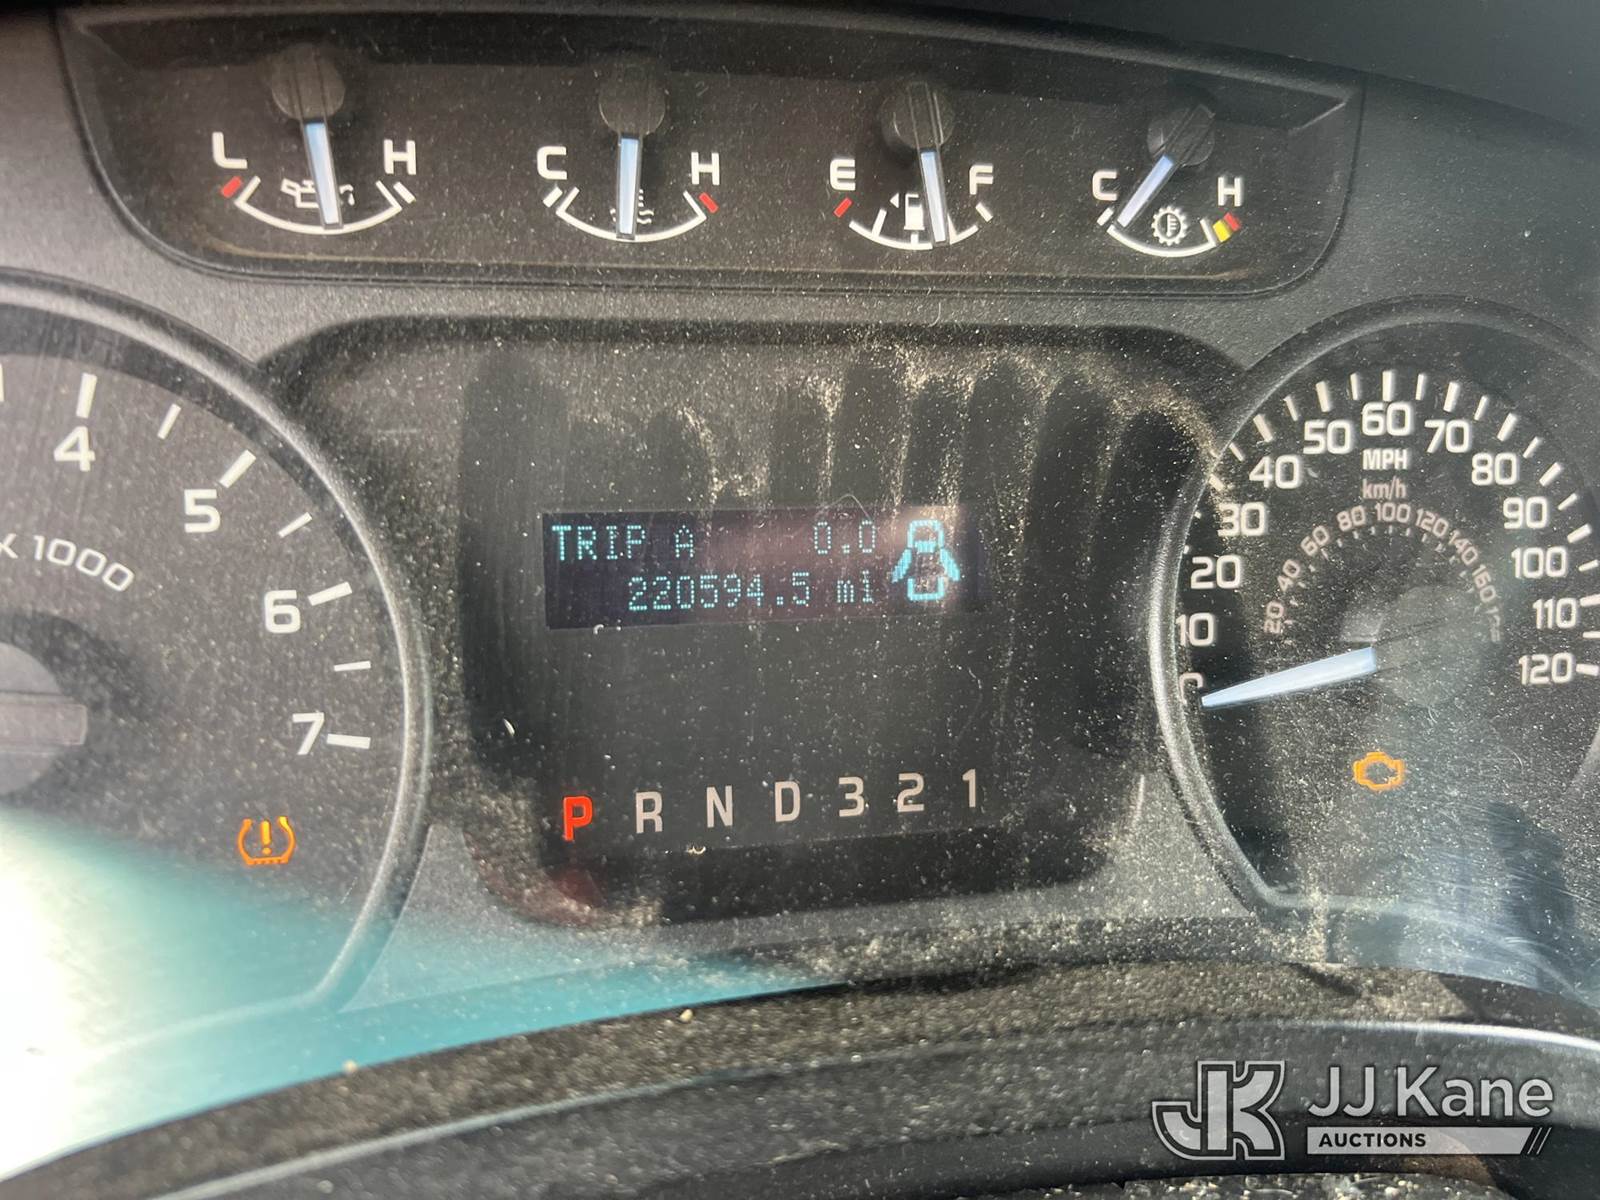 L H C H E F C H
4
5
6
7
x 1000
TRIP A 0.0
220594.5 mi
P R N D 3 2 1
0 10 20 30 40 50 60 70 80 90 100 110 120
MPH
km/h
20 40 60 80 100 120 140 160
JK JJ Kane
AUCTIONS